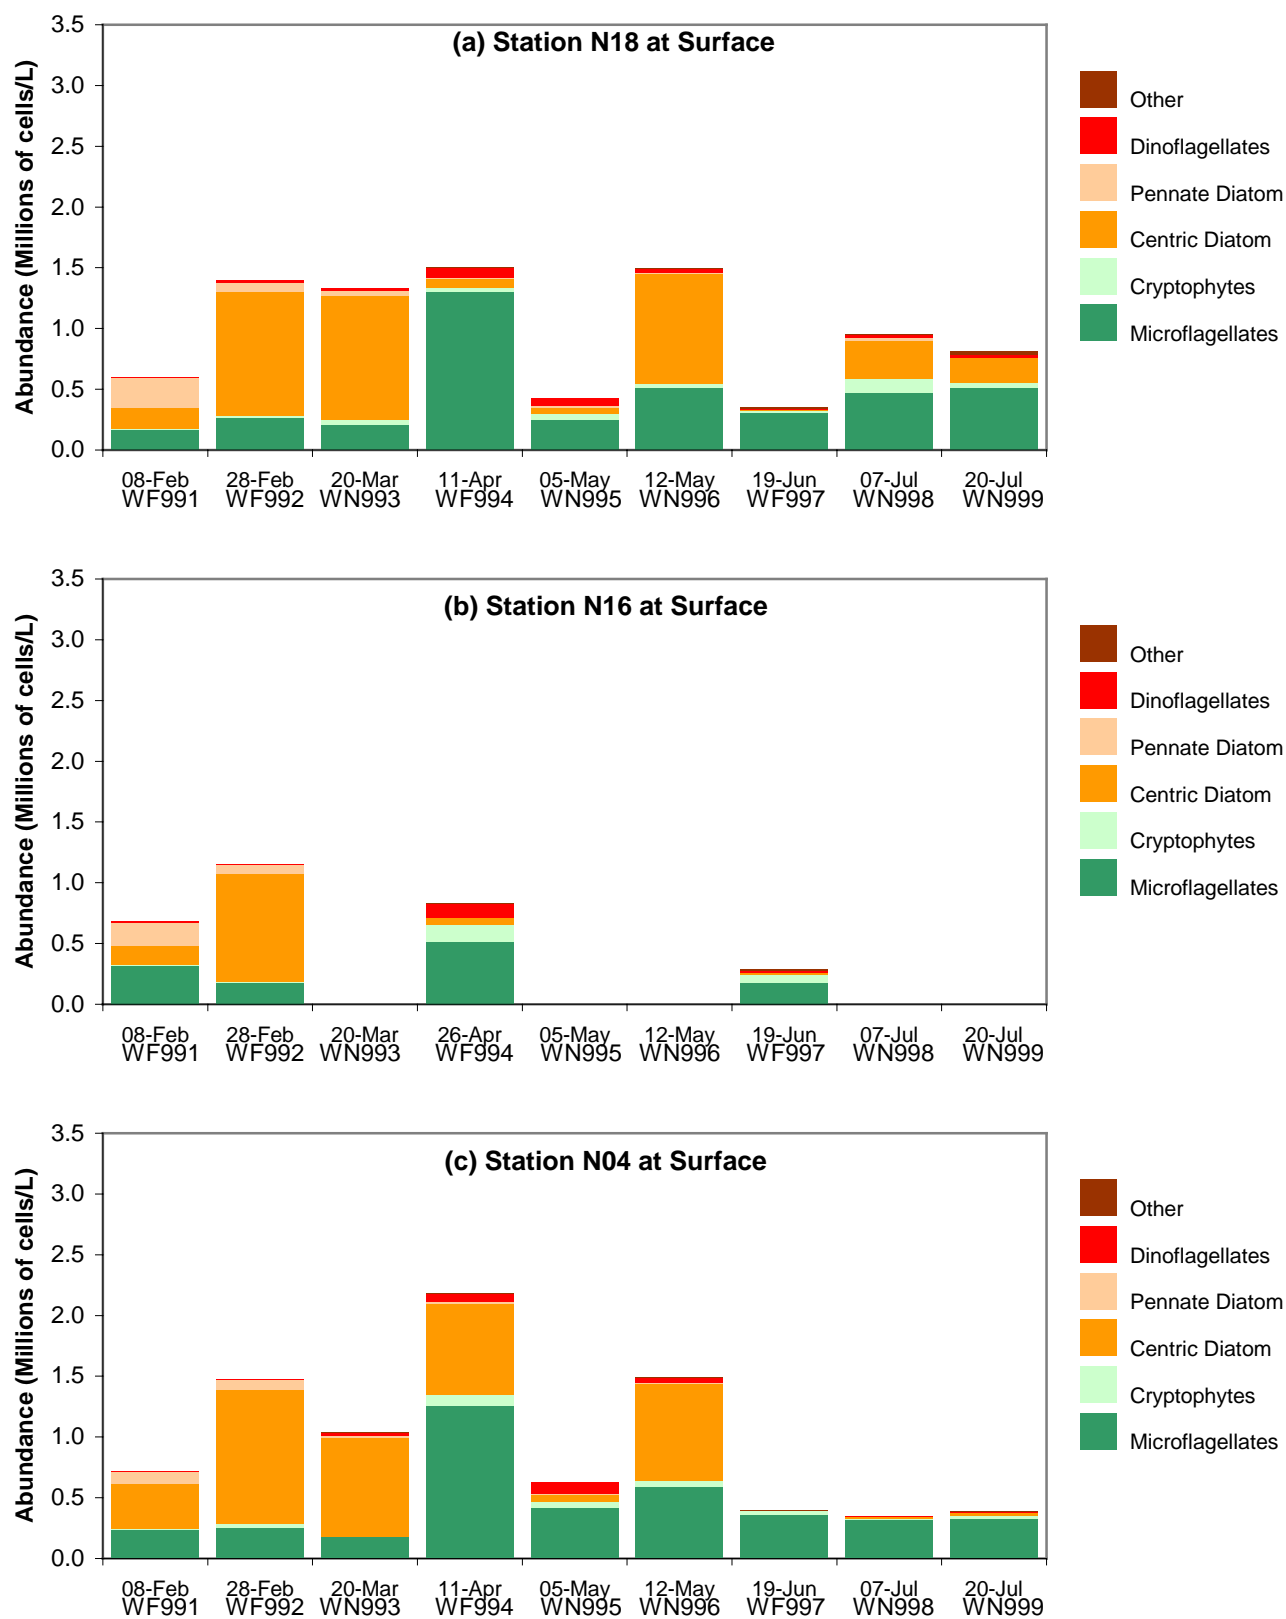 (a) Station N18 at Surface
Abundance (Millions of cells/L)
3.5
3.0
2.5
2.0
1.5
1.0
0.5
0.0
08-Feb 28-Feb 20-Mar 11-Apr 05-May 12-May 19-Jun 07-Jul 20-Jul
WF991 WF992 WN993 WF994 WN995 WN996 WF997 WN998 WN999
Other
Dinoflagellates
Pennate Diatom
Centric Diatom
Cryptophytes
Microflagellates
(b) Station N16 at Surface
Abundance (Millions of cells/L)
3.5
3.0
2.5
2.0
1.5
1.0
0.5
0.0
08-Feb 28-Feb 20-Mar 26-Apr 05-May 12-May 19-Jun 07-Jul 20-Jul
WF991 WF992 WN993 WF994 WN995 WN996 WF997 WN998 WN999
Other
Dinoflagellates
Pennate Diatom
Centric Diatom
Cryptophytes
Microflagellates
(c) Station N04 at Surface
Abundance (Millions of cells/L)
3.5
3.0
2.5
2.0
1.5
1.0
0.5
0.0
08-Feb 28-Feb 20-Mar 11-Apr 05-May 12-May 19-Jun 07-Jul 20-Jul
WF991 WF992 WN993 WF994 WN995 WN996 WF997 WN998 WN999
Other
Dinoflagellates
Pennate Diatom
Centric Diatom
Cryptophytes
Microflagellates